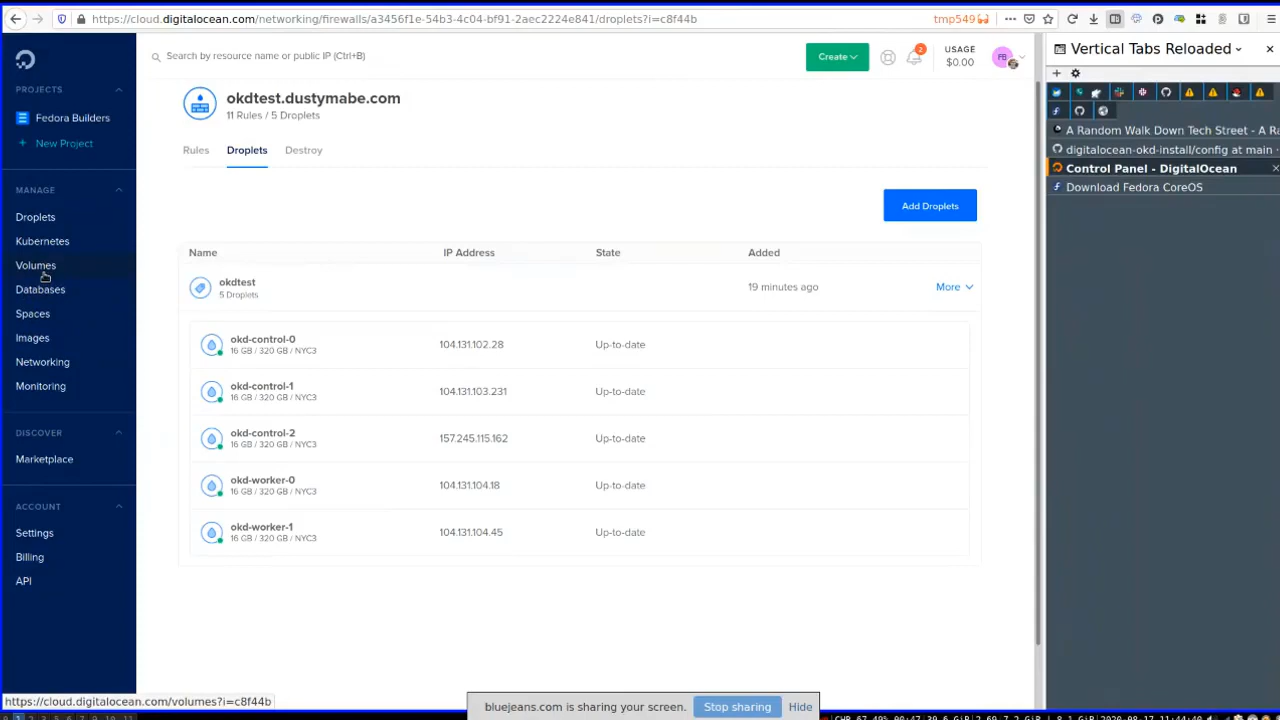 https://cloud.digitalocean.com/networking/firewalls/a3456f1e-54b3-4c04-bf91-2aec2224e841/droplets?i=c8f44b
tmp549
Search by resource name or public IP (Ctrl+B)
Create
2
USAGE
$0.00
FB
Vertical Tabs Reloaded
PROJECTS
Fedora Builders
+ New Project
MANAGE
Droplets
Kubernetes
Volumes
Databases
Spaces
Images
Networking
Monitoring
DISCOVER
Marketplace
ACCOUNT
Settings
Billing
API
okdtest.dustymabe.com
11 Rules / 5 Droplets
Rules
Droplets
Destroy
Add Droplets
Name IP Address State Added
okdtest
5 Droplets
19 minutes ago
More
okd-control-0
16 GB / 320 GB / NYC3
104.131.102.28
Up-to-date
okd-control-1
16 GB / 320 GB / NYC3
104.131.103.231
Up-to-date
okd-control-2
16 GB / 320 GB / NYC3
157.245.115.162
Up-to-date
okd-worker-0
16 GB / 320 GB / NYC3
104.131.104.18
Up-to-date
okd-worker-1
16 GB / 320 GB / NYC3
104.131.104.45
Up-to-date
A Random Walk Down Tech Street - A Ra
digitalocean-okd-install/config at main ·
Control Panel - DigitalOcean
Download Fedora CoreOS
https://cloud.digitalocean.com/volumes?i=c8f44b
bluejeans.com is sharing your screen.
Stop sharing
Hide